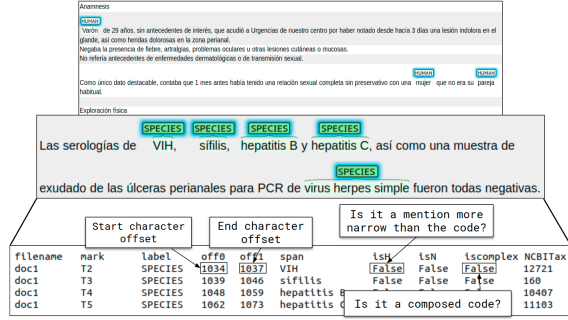 Anamnesis
HUMAN
Varón de 29 años, sin antecedentes de interés, que acudió a Urgencias de nuestro centro por haber notado desde hacía 3 días una lesión indolora en el
glande, así como heridas dolorosas en la zona perianal.
Negaba la presencia de fiebre, artralgias, problemas oculares u otras lesiones cutáneas o mucosas.
No refería antecedentes de enfermedades dermatológicas o de transmisión sexual.
HUMAN HUMAN
Como único dato destacable, contaba que 1 mes antes había tenido una relación sexual completa sin preservativo con una mujer que no era su pareja
habitual.
Exploración física
SPECIES SPECIES SPECIES SPECIES
Las serologías de VIH, sífilis, hepatitis B y hepatitis C, así como una muestra de
SPECIES
exudado de las úlceras perianales para PCR de virus herpes simple fueron todas negativas.
Start character
offset
End character
offset
Is it a mention more
narrow than the code?
filename mark label off0 off1 span isH isN iscomplex NCBITax
doc1 T2 SPECIES 1034 1037 VIH False False False 12721
doc1 T3 SPECIES 1039 1046 sífilis False False False 160
doc1 T4 SPECIES 1048 1059 hepatitis B 10407
doc1 T5 SPECIES 1062 1073 hepatitis 11103
Is it a composed code?